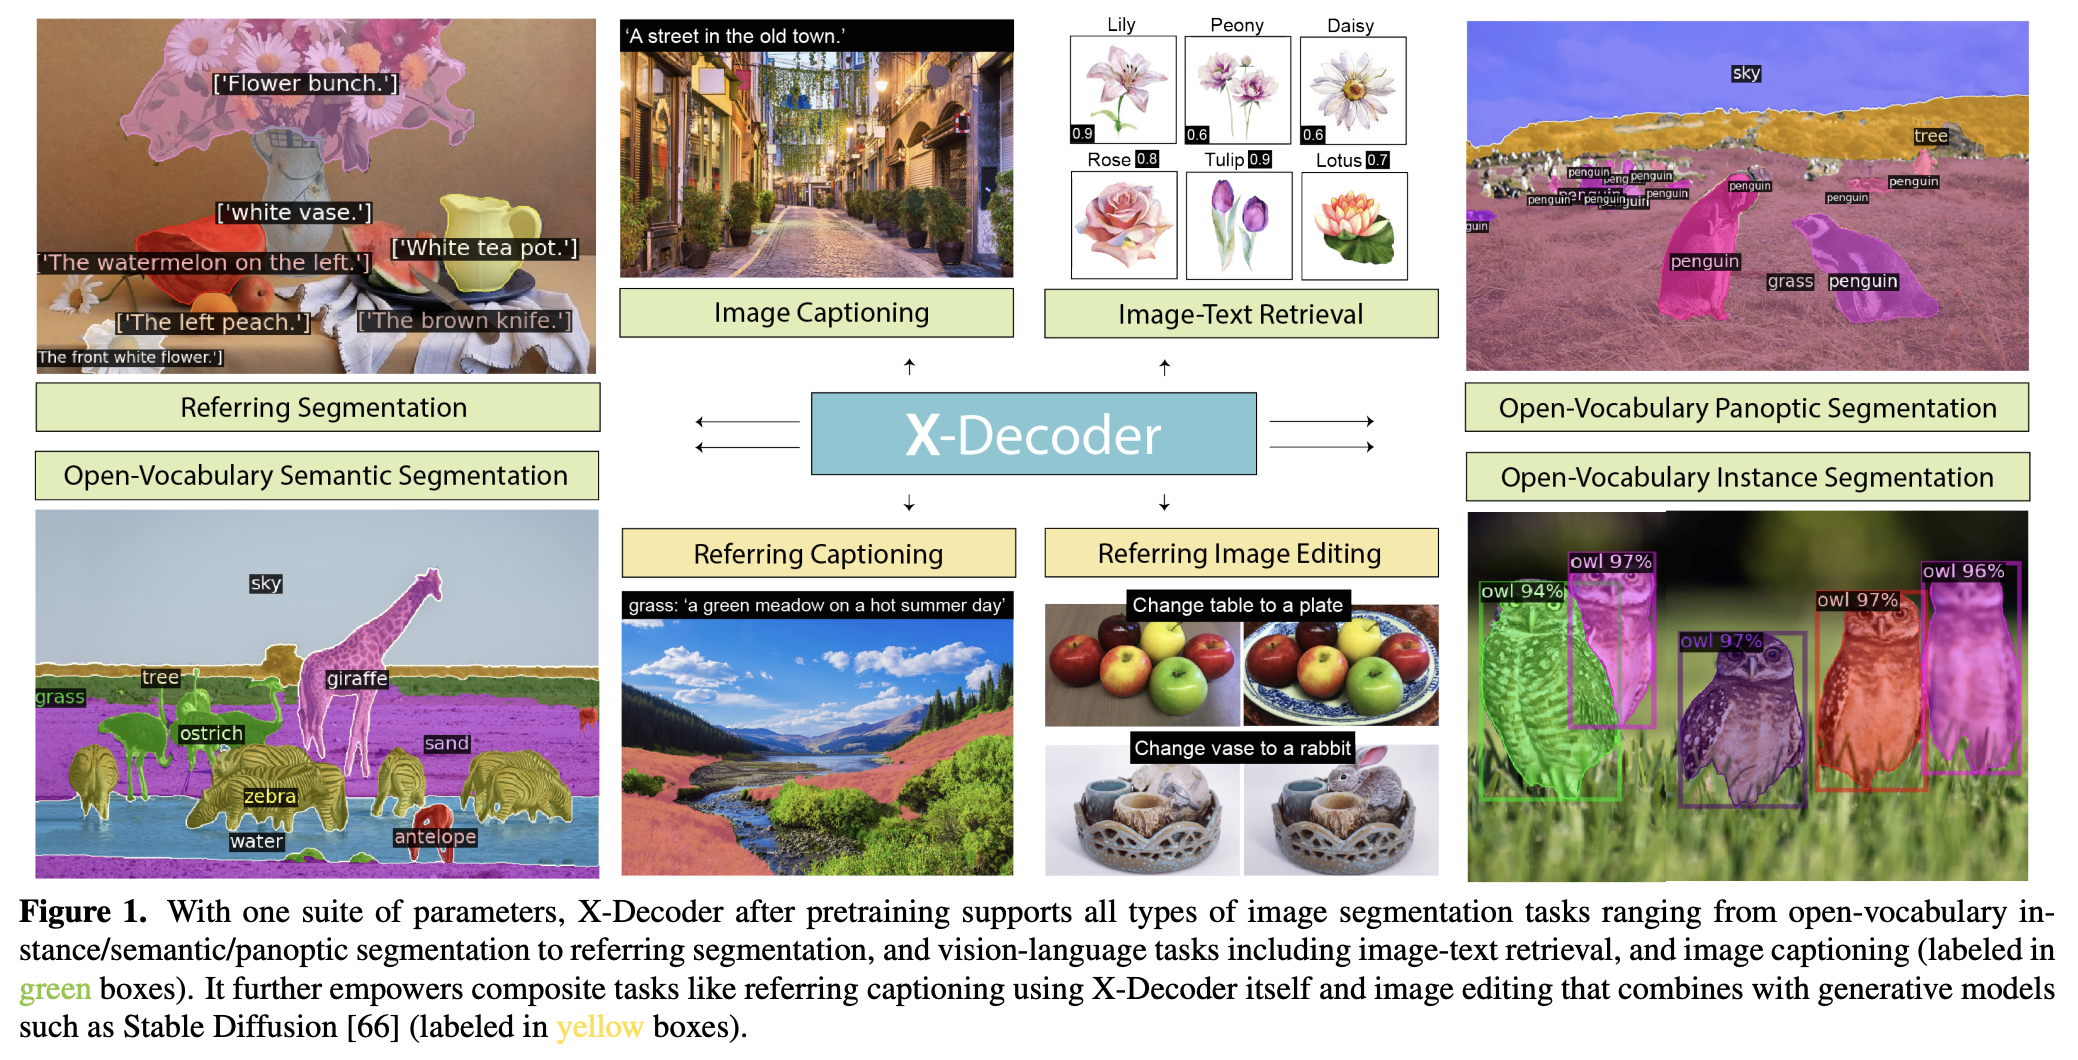 ['Flower bunch.']
['white vase.']
['White tea pot.']
['The watermelon on the left.']
['The left peach.']
['The brown knife.']
The front white flower.']
Referring Segmentation
'A street in the old town.'
Image Captioning
Lily
Peony
Daisy
0.9
0.6
0.6
Rose 0.8
Tulip 0.9
Lotus 0.7
Image-Text Retrieval
sky
tree
penguin
penguin
penguin
penguin
penguin
penguin
penguin
penguin
penguin
penguin
grass
penguin
Open-Vocabulary Panoptic Segmentation
X-Decoder
Open-Vocabulary Semantic Segmentation
sky
tree
giraffe
grass
ostrich
sand
zebra
water
antelope
Referring Captioning
grass: 'a green meadow on a hot summer day'
Referring Image Editing
Change table to a plate
Change vase to a rabbit
Open-Vocabulary Instance Segmentation
owl 94%
owl 97%
owl 97%
owl 97%
owl 96%
Figure 1. With one suite of parameters, X-Decoder after pretraining supports all types of image segmentation tasks ranging from open-vocabulary in-
stance/semantic/panoptic segmentation to referring segmentation, and vision-language tasks including image-text retrieval, and image captioning (labeled in
green boxes). It further empowers composite tasks like referring captioning using X-Decoder itself and image editing that combines with generative models
such as Stable Diffusion [66] (labeled in yellow boxes).